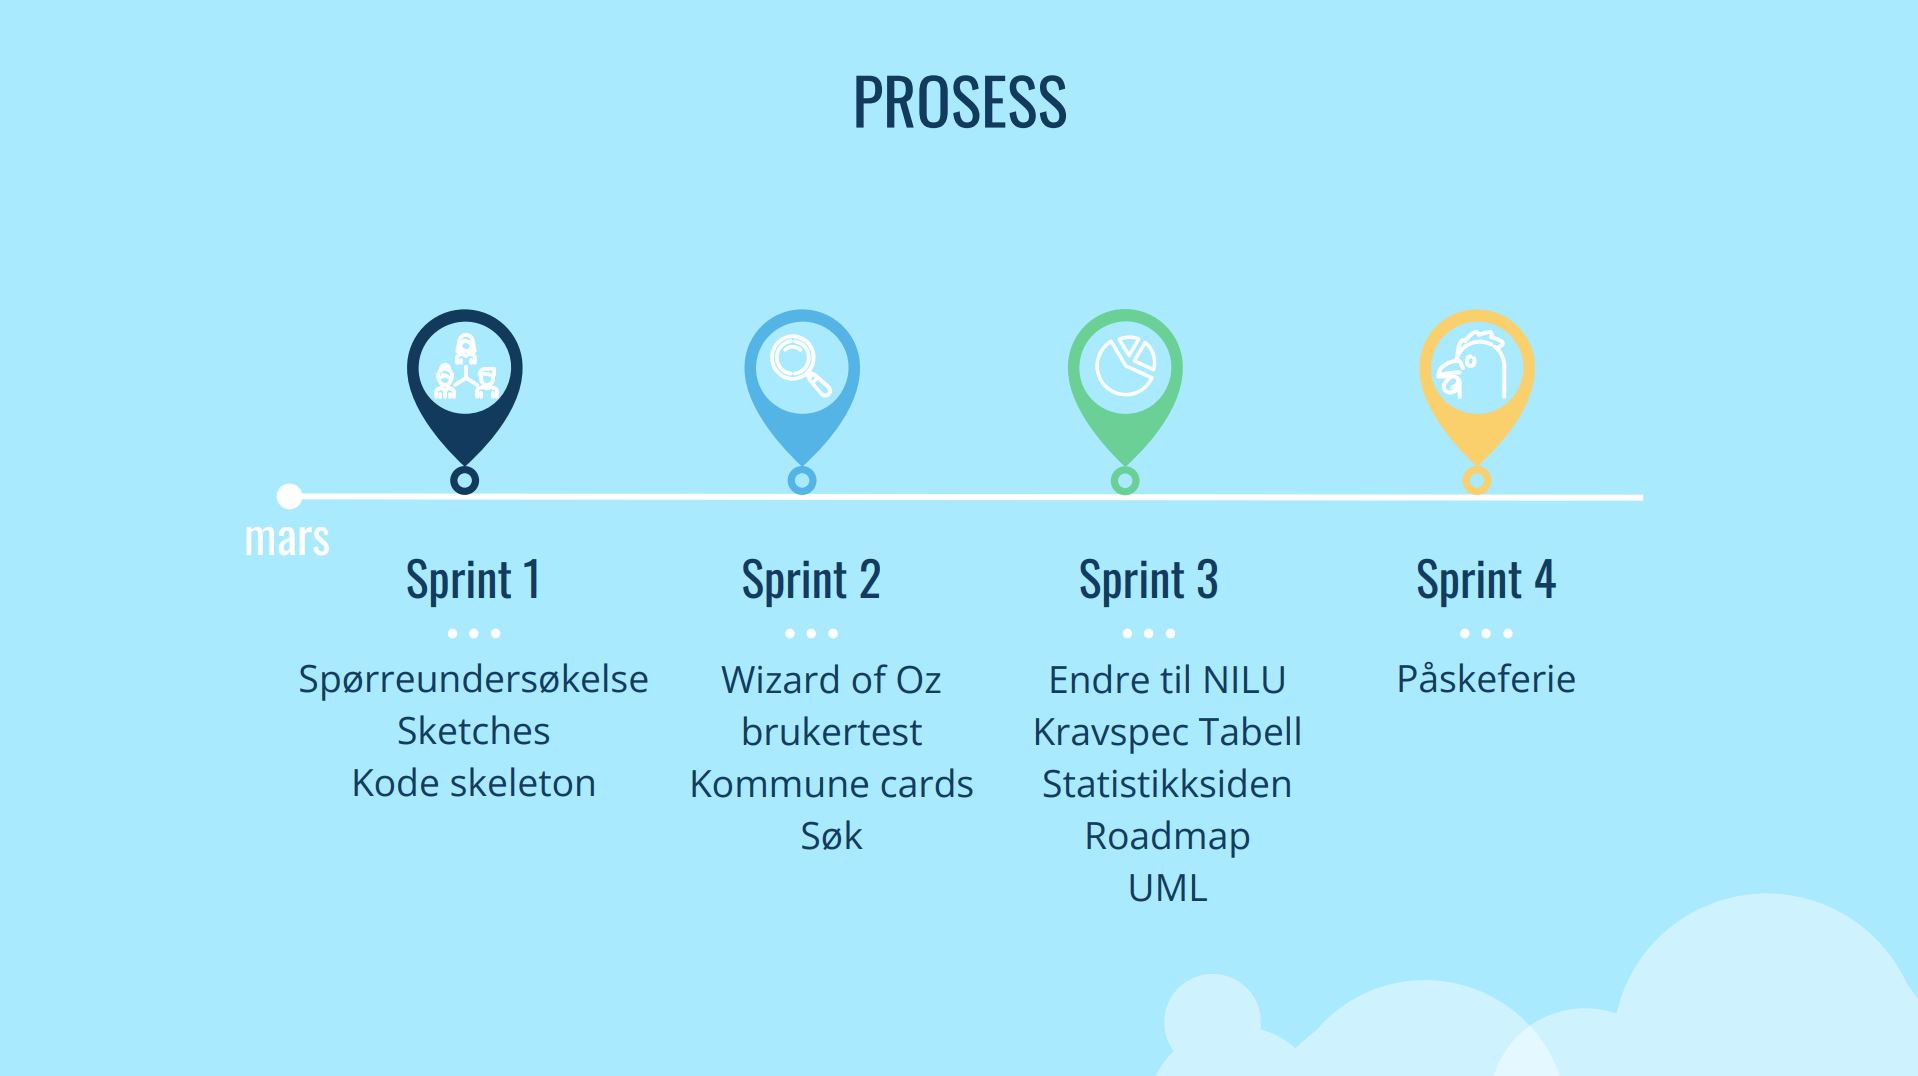 PROSESS
mars
Sprint 1
Spørreundersøkelse
Sketches
Kode skeleton
Sprint 2
Wizard of Oz
brukertest
Kommune cards
Søk
Sprint 3
Endre til NILU
Kravspec Tabell
Statistikksiden
Roadmap
UML
Sprint 4
Påskeferie